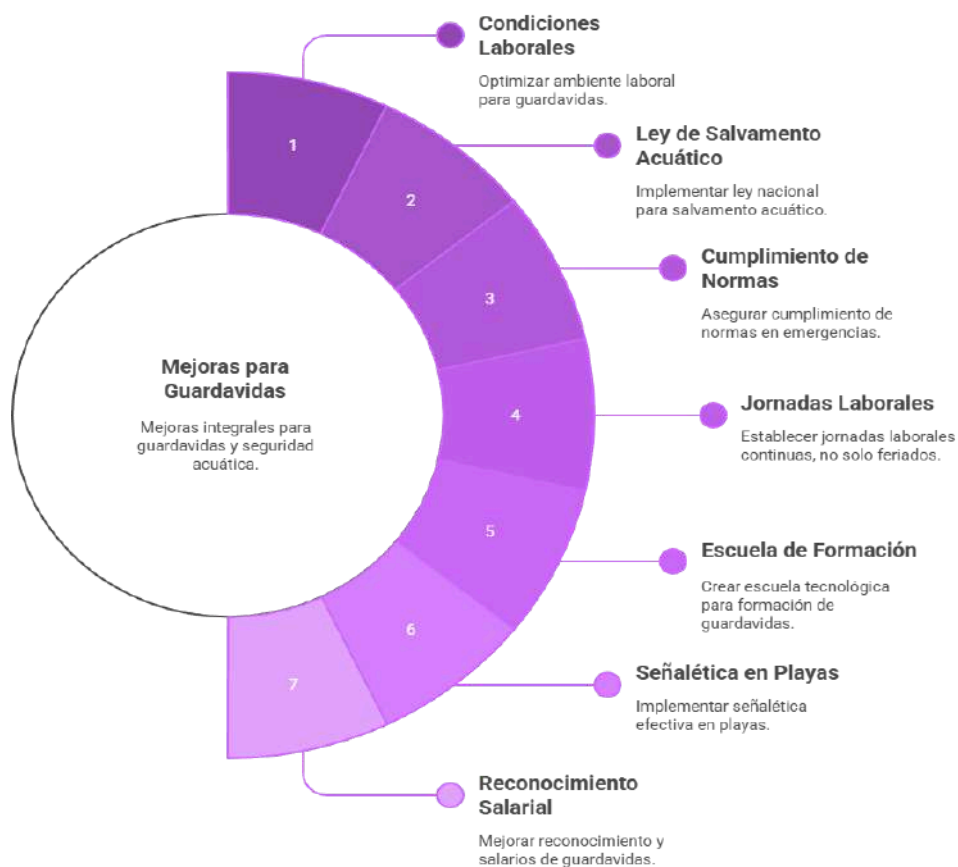 Condiciones
Laborales
Optimizar ambiente laboral
para guardavidas.
1
Ley de Salvamento
Acuático
Implementar ley nacional
para salvamento acuático.
2
Cumplimiento de
Normas
Asegurar cumplimiento de
normas en emergencias.
3
Mejoras para
Guardavidas
Mejoras integrales para
guardavidas y seguridad
acuática.
Jornadas Laborales
Establecer jornadas laborales
continuas, no solo feriados.
4
Escuela de Formación
Crear escuela tecnológica
para formación de
guardavidas.
5
Señalética en Playas
Implementar señalética
efectiva en playas.
6
Reconocimiento
Salarial
Mejorar reconocimiento y
salarios de guardavidas.
7